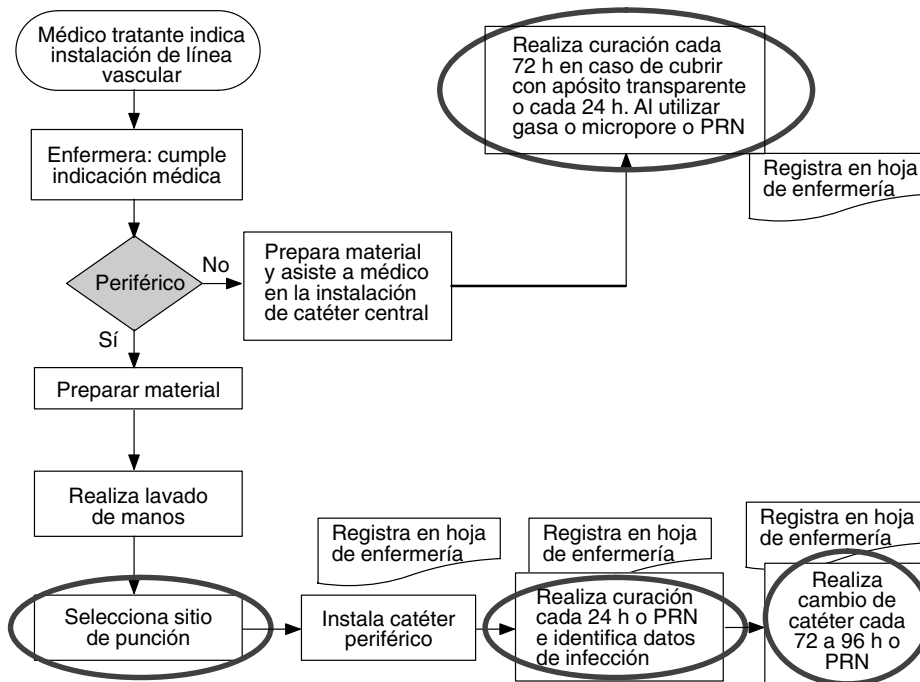 Médico tratante indica
instalación de línea
vascular
Enfermera: cumple
indicación médica
Periférico
No
Sí
Prepara material
y asiste a médico
en la instalación
de catéter central
Realiza curación cada
72 h en caso de cubrir
con apósito transparente
o cada 24 h. Al utilizar
gasa o micropore o PRN
Registra en hoja
de enfermería
Preparar material
Realiza lavado
de manos
Selecciona sitio
de punción
Registra en hoja
de enfermería
Instala catéter
periférico
Registra en hoja
de enfermería
Realiza curación
cada 24 h o PRN
e identifica datos
de infección
Registra en hoja
de enfermería
Realiza
cambio de
catéter cada
72 a 96 h o
PRN